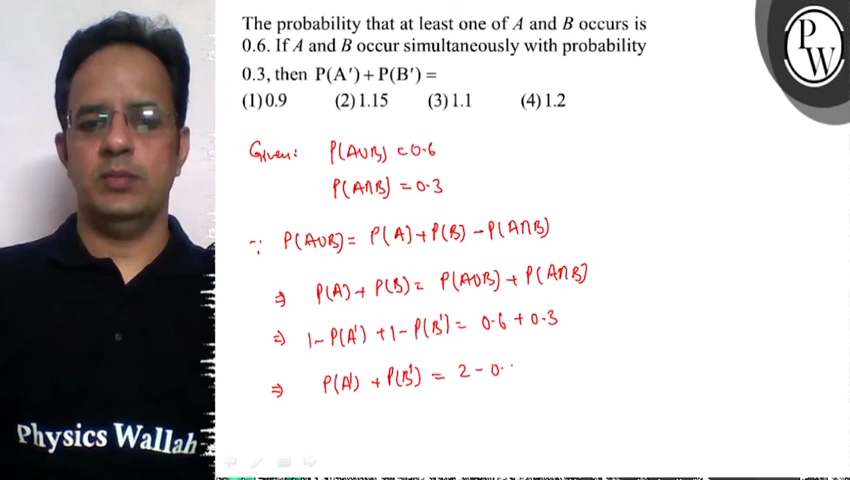 The probability that at least one of A and B occurs is
0.6. If A and B occur simultaneously with probability
0.3, then P(A′) + P(B′) =
(1) 0.9 (2) 1.15 (3) 1.1 (4) 1.2
Given: P(A∪B) = 0.6
P(A∩B) = 0.3
∵ P(A∪B) = P(A) + P(B) − P(A∩B)
⇒ P(A) + P(B) = P(A∪B) + P(A∩B)
⇒ 1 − P(A') + 1 − P(B') = 0.6 + 0.3
⇒ P(A') + P(B') = 2 − 0.
P
W
Physics Wallah